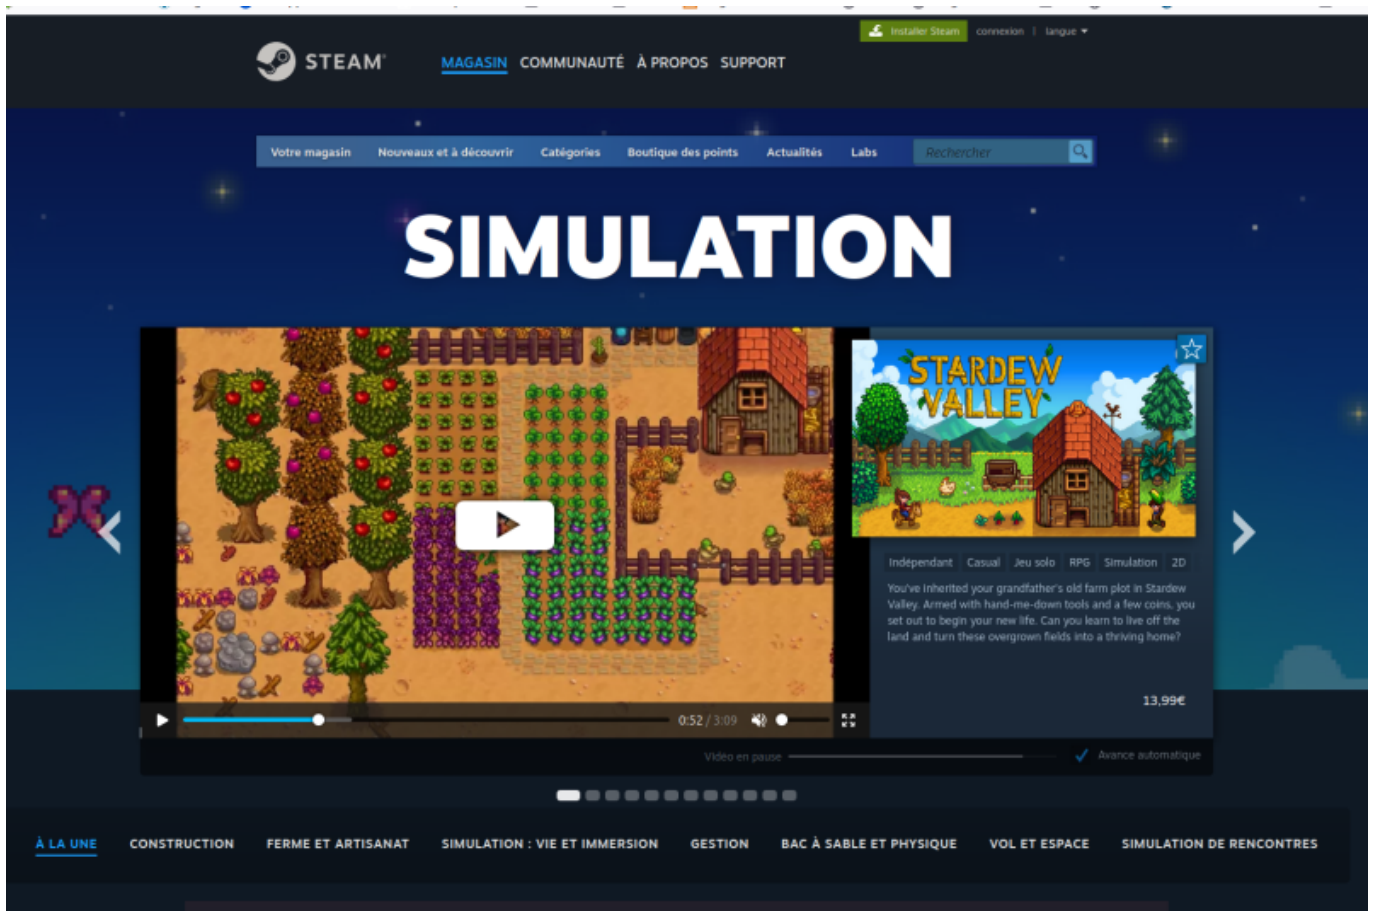 Installer Steam connexion | langue
STEAM®
MAGASIN COMMUNAUTÉ À PROPOS SUPPORT
Votre magasin Nouveaux et à découvrir Catégories Boutique des points Actualités Labs Rechercher
SIMULATION
STARDEW
VALLEY
Indépendant Casual Jeu solo RPG Simulation 2D
You've inherited your grandfather's old farm plot in Stardew
Valley. Armed with hand-me-down tools and a few coins, you
set out to begin your new life. Can you learn to live off the
land and turn these overgrown fields into a thriving home?
13,99€
0:52 / 3:09
Vidéo en pause Avance automatique
À LA UNE CONSTRUCTION FERME ET ARTISANAT SIMULATION : VIE ET IMMERSION GESTION BAC À SABLE ET PHYSIQUE VOL ET ESPACE SIMULATION DE RENCONTRES